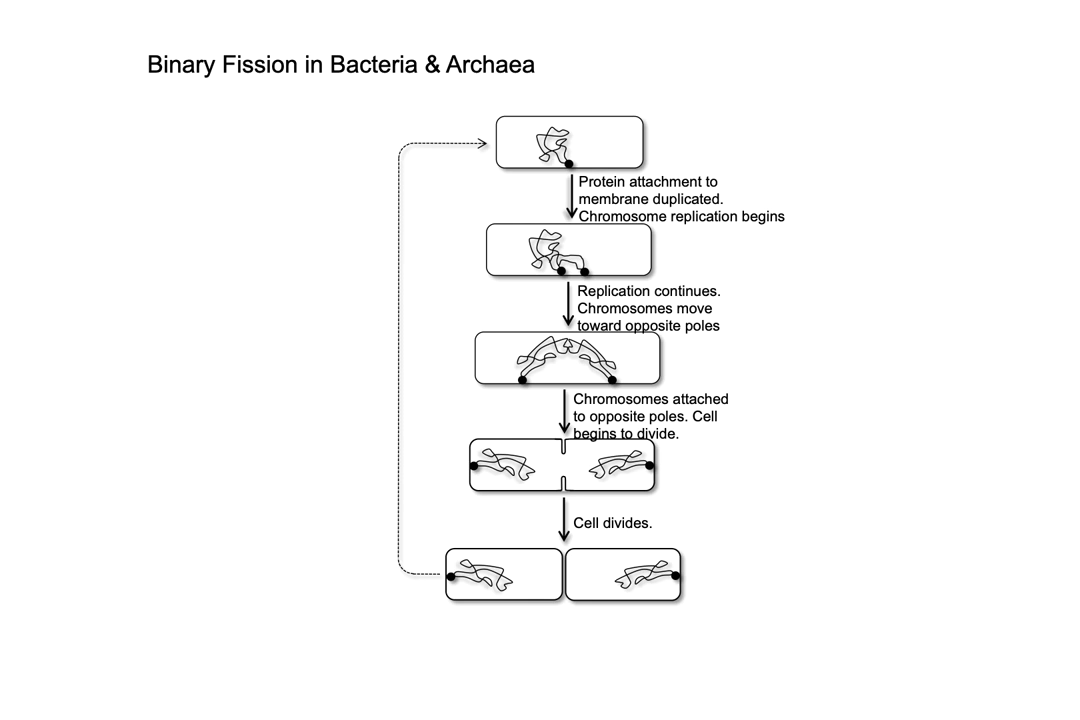 Binary Fission in Bacteria & Archaea
Protein attachment to
membrane duplicated.
Chromosome replication begins
Replication continues.
Chromosomes move
toward opposite poles
Chromosomes attached
to opposite poles. Cell
begins to divide.
Cell divides.